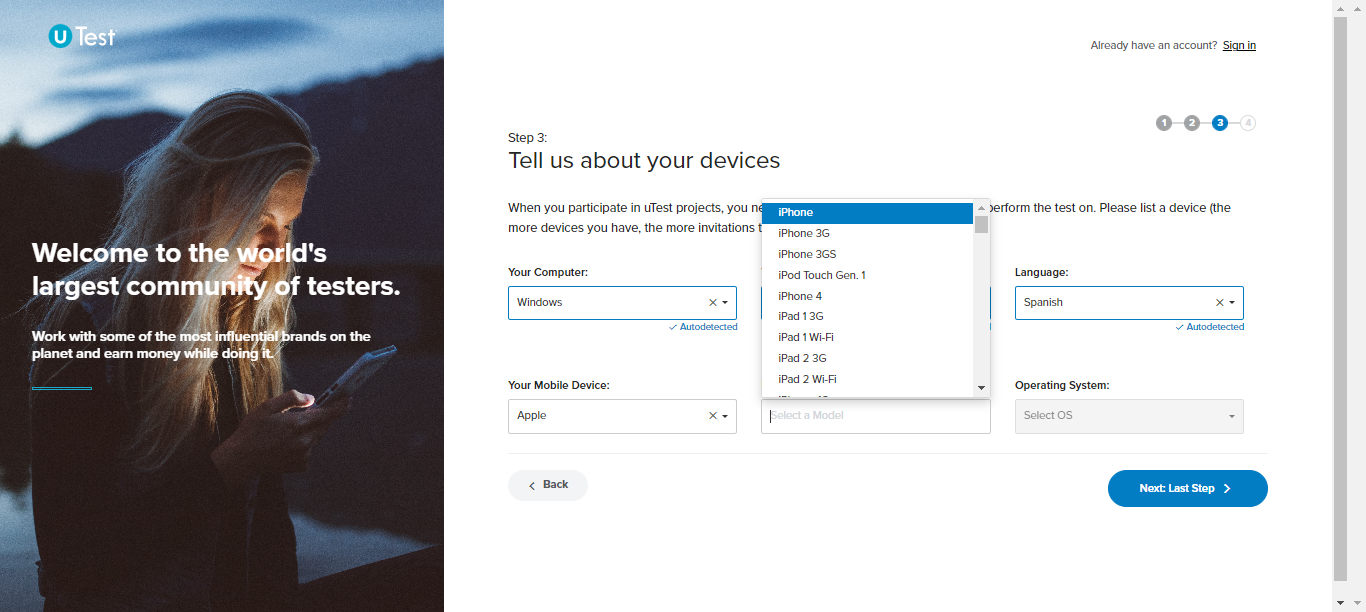 u Test
Already have an account? Sign in
1 2 3 4
Step 3:
Tell us about your devices
When you participate in uTest projects, you perform the test on. Please list a device (the
more devices you have, the more invitations
iPhone
iPhone 3G
iPhone 3GS
iPod Touch Gen. 1
iPhone 4
iPad 1 3G
iPad 1 Wi-Fi
iPad 2 3G
iPad 2 Wi-Fi
Welcome to the world's
largest community of testers.
Work with some of the most influential brands on the
planet and earn money while doing it.
Your Computer:
Windows
Autodetected
Language:
Spanish
Autodetected
Your Mobile Device:
Apple
Select a Model
Operating System:
Select OS
Back
Next: Last Step